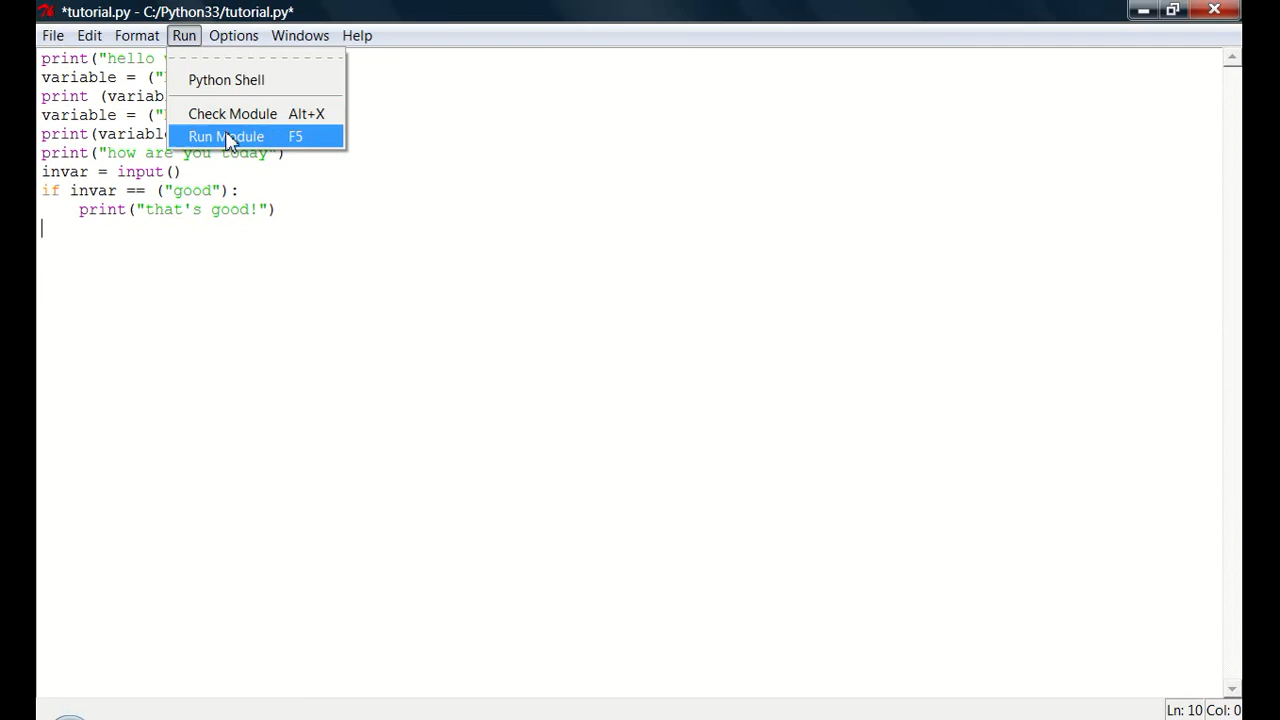 *tutorial.py - C:/Python33/tutorial.py*
File Edit Format Run Options Windows Help
print("hello
variable = ("
Python Shell
print (variab
variable = ("
Check Module Alt+X
print(variable
Run Module F5
print("how are you today")
invar = input()
if invar == ("good"):
print("that's good!")
Ln: 10 Col: 0